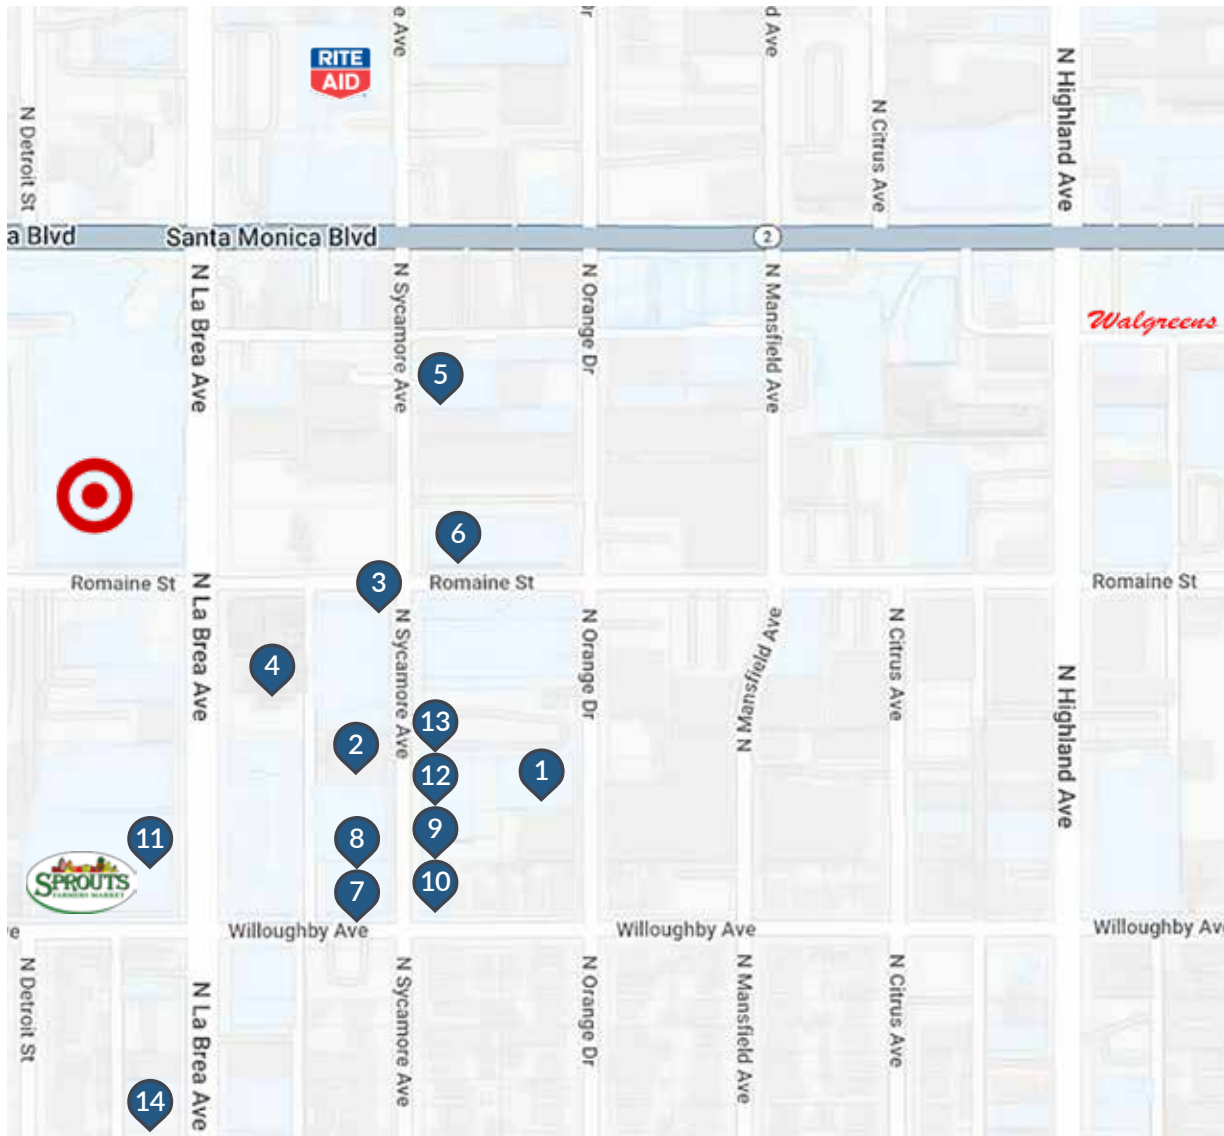 e Ave
Dr
d Ave
RITE
AID
N Detroit St
N Citrus Ave
N Highland Ave
a Blvd
Santa Monica Blvd
2
N La Brea Ave
N Sycamore Ave
N Orange Dr
N Mansfield Ave
Walgreens
5
6
Romaine St
3
Romaine St
Romaine St
N La Brea Ave
N Sycamore Ave
N Orange Dr
N Mansfield Ave
N Citrus Ave
N Highland Ave
4
13
2
12
1
11
8
9
SPROUTS
FARMERS MARKET
7
10
e
Willoughby Ave
Willoughby Ave
Willoughby Av
N Detroit St
N La Brea Ave
N Sycamore Ave
N Orange Dr
N Mansfield Ave
N Citrus Ave
14